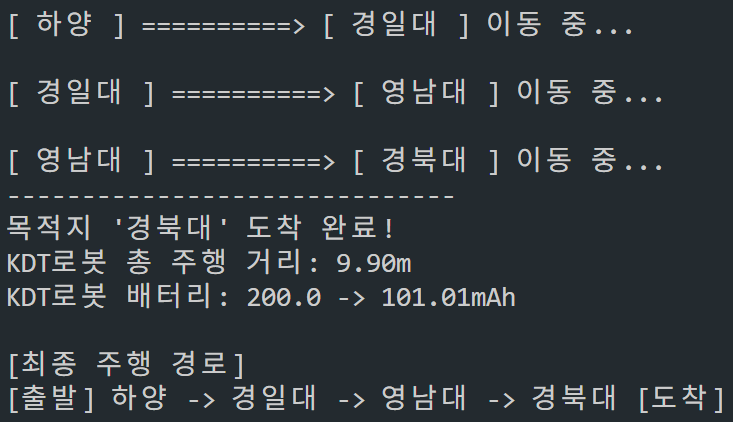 [ 하양 ] ==========> [ 경일대 ] 이동 중...
[ 경일대 ] ==========> [ 영남대 ] 이동 중...
[ 영남대 ] ==========> [ 경북대 ] 이동 중...
------------------------------
목적지 '경북대' 도착 완료!
KDT로봇 총 주행 거리: 9.90m
KDT로봇 배터리: 200.0 -> 101.01mAh
[최종 주행 경로]
[출발] 하양 -> 경일대 -> 영남대 -> 경북대 [도착]